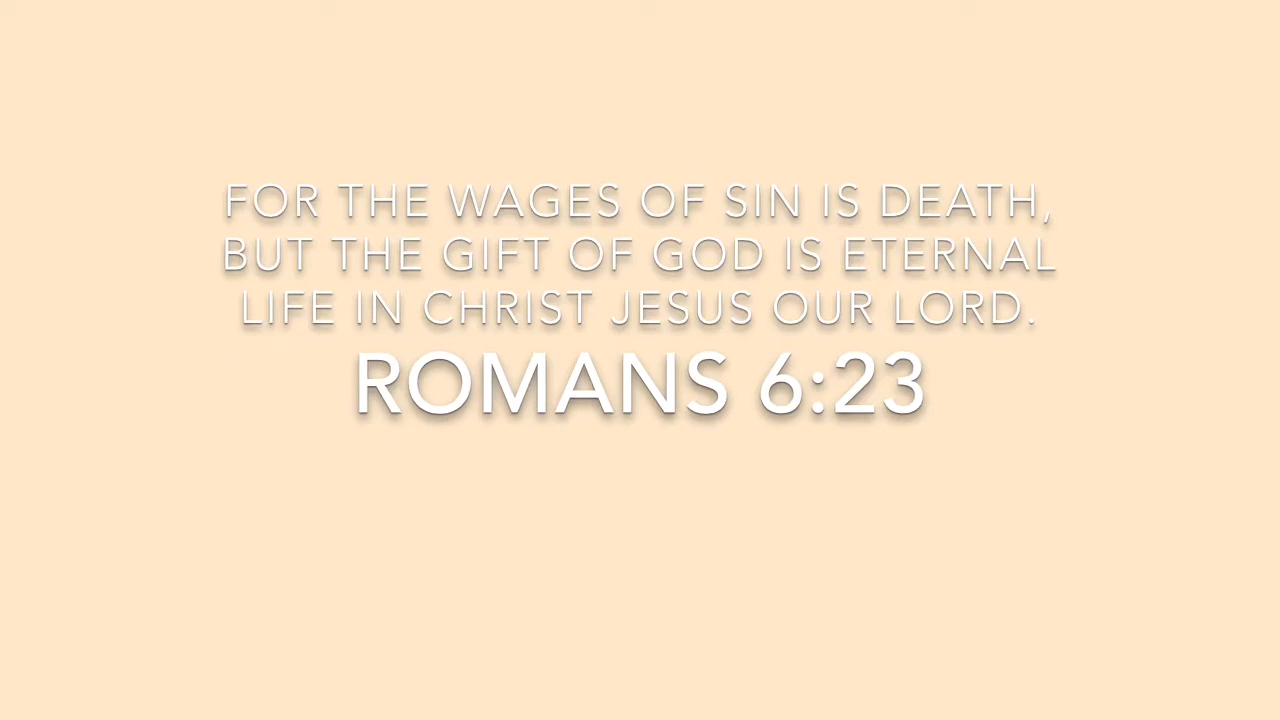 FOR THE WAGES OF SIN IS DEATH,
BUT THE GIFT OF GOD IS ETERNAL
LIFE IN CHRIST JESUS OUR LORD.
ROMANS 6:23